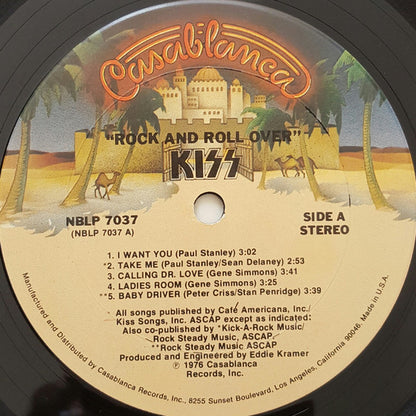 Casablanca
"ROCK AND ROLL OVER"
KISS
NBLP 7037
(NBLP 7037 A)
SIDE A
STEREO
1. I WANT YOU (Paul Stanley) 3:02
*2. TAKE ME (Paul Stanley/Sean Delaney) 2:53
3. CALLING DR. LOVE (Gene Simmons) 3:41
4. LADIES ROOM (Gene Simmons) 3:25
**5. BABY DRIVER (Peter Criss/Stan Penridge) 3:39
All songs published by Café Americana, Inc./
Kiss Songs, Inc. ASCAP except as indicated:
Also co-published by *Kick-A-Rock Music/
Rock Steady Music, ASCAP.
**Rock Steady Music ASCAP
Produced and Engineered by Eddie Kramer
Ⓟ 1976 Casablanca
Records, Inc.
Manufactured and Distributed by Casablanca Records, Inc., 8255 Sunset Boulevard, Los Angeles, California 90046. Made in U.S.A.